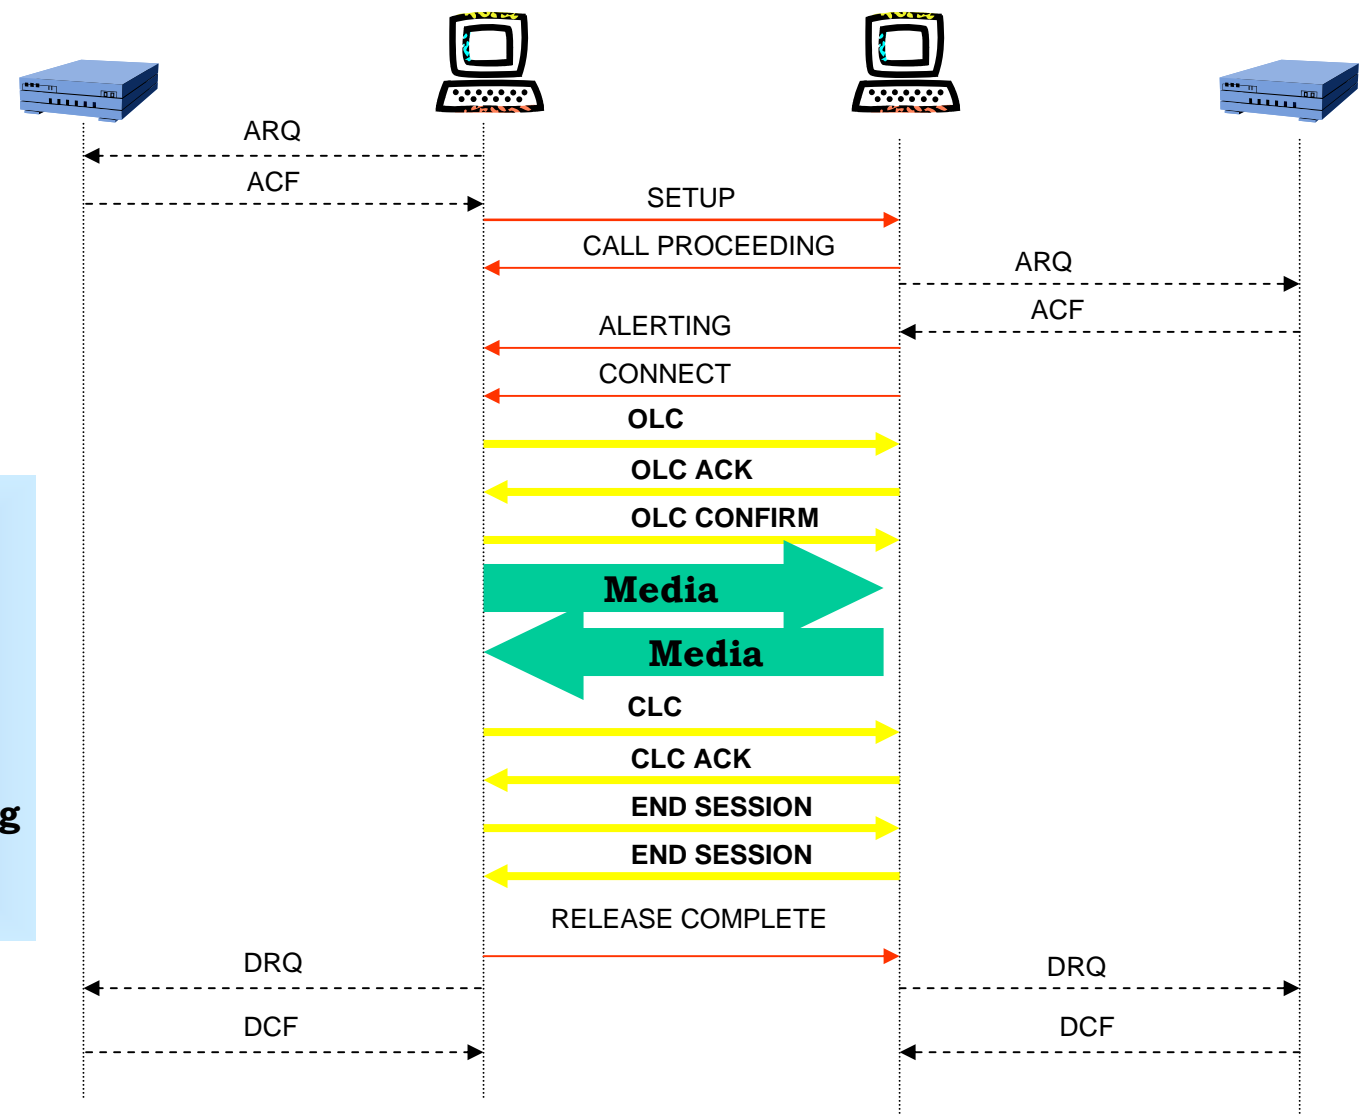 ARQ
ACF
SETUP
CALL PROCEEDING
ARQ
ACF
ALERTING
CONNECT
OLC
OLC ACK
OLC CONFIRM
Media
Media
CLC
CLC ACK
g
END SESSION
END SESSION
RELEASE COMPLETE
DRQ
DRQ
DCF
DCF